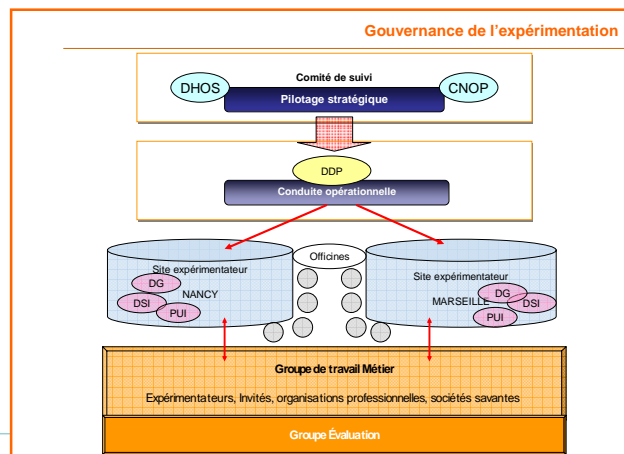 Gouvernance de l'expérimentation
Comité de suivi
DHOS
CNOP
Pilotage stratégique
DDP
Conduite opérationnelle
Officines
Site expérimentateur
DG
NANCY
DSI
PUI
Site expérimentateur
DG
MARSEILLE
DSI
PUI
Groupe de travail Métier
Expérimentateurs, Invités, organisations professionnelles, sociétés savantes
Groupe Évaluation